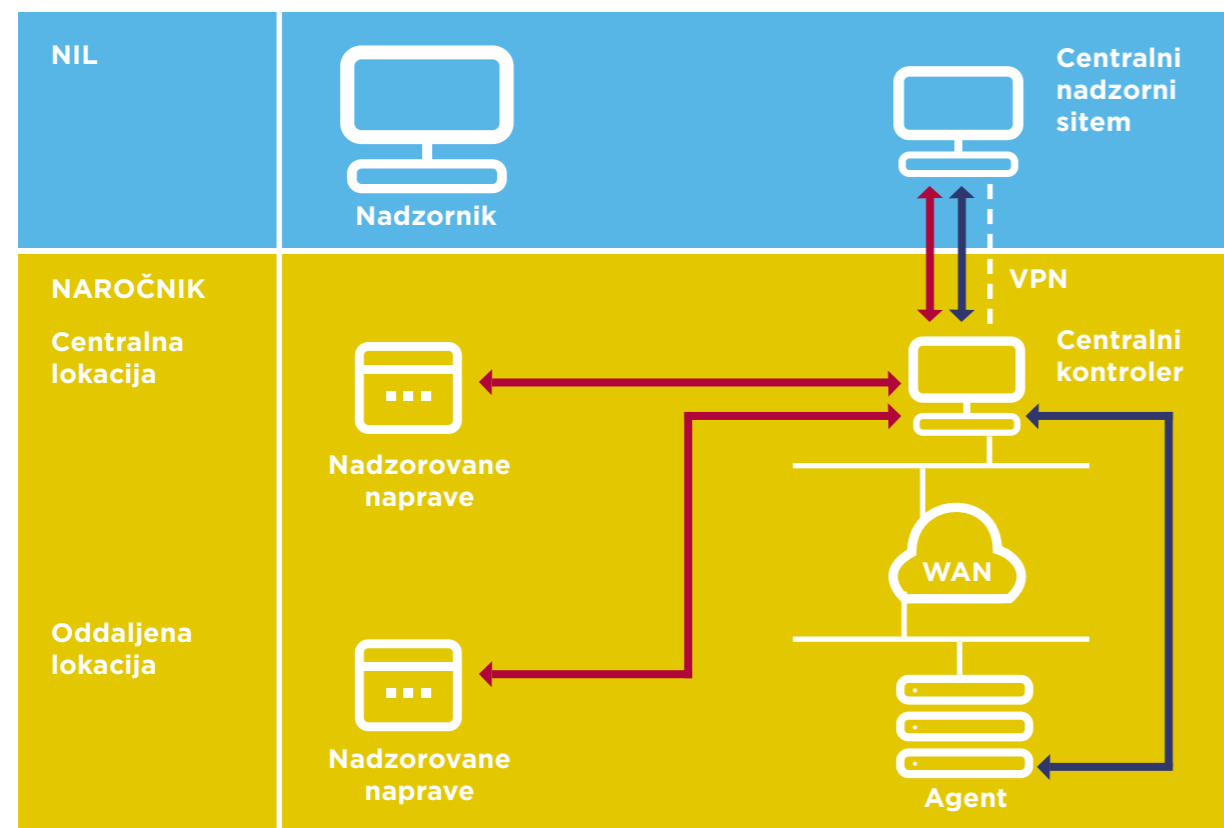 NIL
Nadzornik
Centralni
nadzorni
sitem
VPN
NAROČNIK
Centralna
lokacija
Nadzorovane
naprave
Centralni
kontroler
WAN
Oddaljena
lokacija
Nadzorovane
naprave
Agent